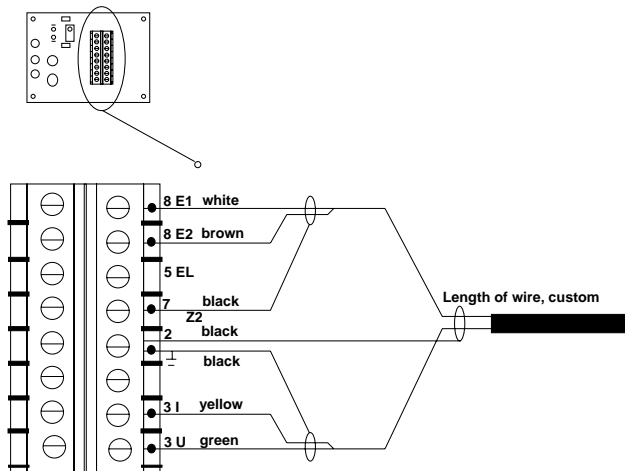 8 E1 white
8 E2 brown
5 EL
Length of wire, custom
7 black
Z2
2 black
black
3 I yellow
3 U green